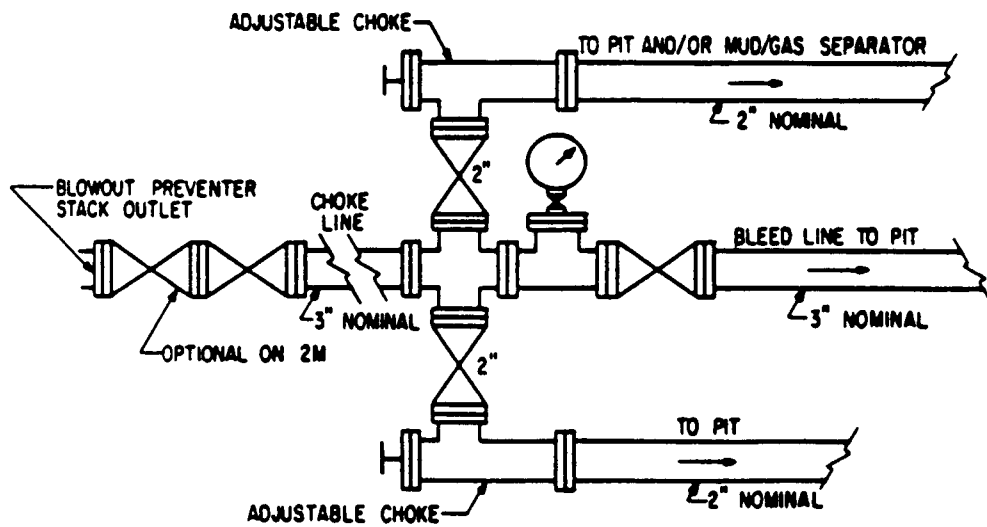 ADJUSTABLE CHOKE
TO PIT AND/OR MUD/GAS SEPARATOR
2" NOMINAL
2"
BLOWOUT PREVENTER
STACK OUTLET
CHOKE
LINE
BLEED LINE TO PIT
3" NOMINAL
3" NOMINAL
OPTIONAL ON 2M
2"
TO PIT
2" NOMINAL
ADJUSTABLE CHOKE